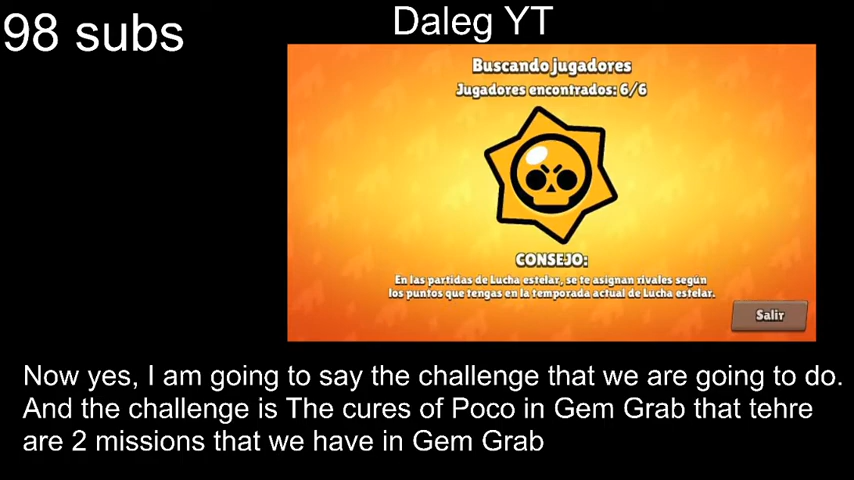 98 subs
Daleg YT
Buscando jugadores
Jugadores encontrados: 6/6
CONSEJO:
En las partidas de Lucha estelar, se te asignan rivales según
los puntos que tengas en la temporada actual de Lucha estelar.
Salir
Now yes, I am going to say the challenge that we are going to do.
And the challenge is The cures of Poco in Gem Grab that tehre
are 2 missions that we have in Gem Grab